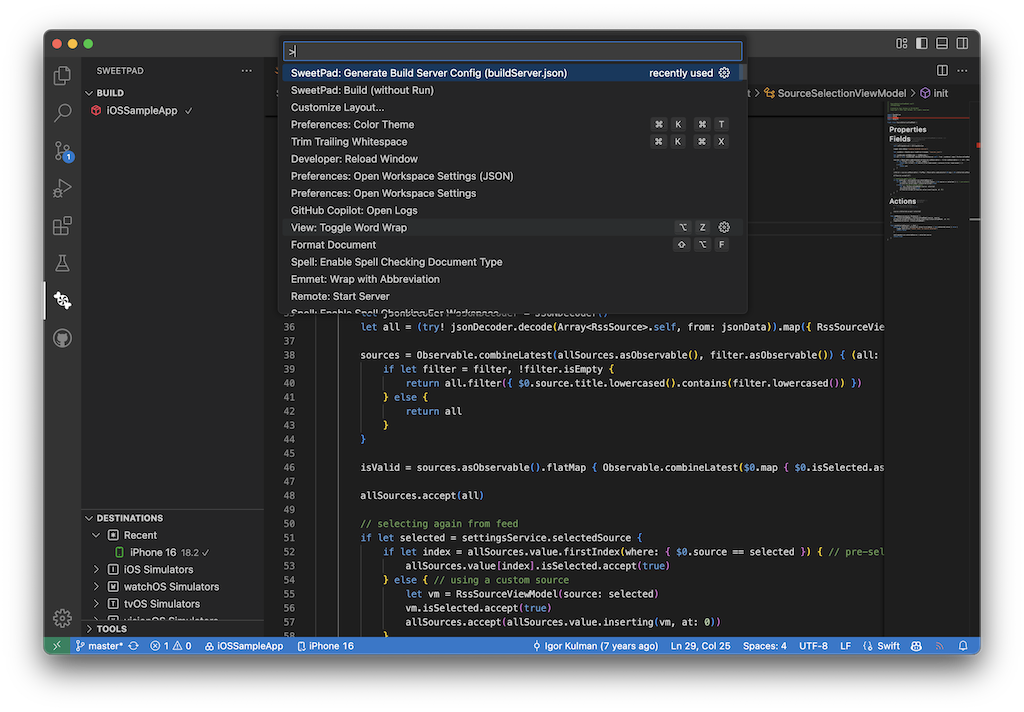 >
SWEETPAD
SweetPad: Generate Build Server Config (buildServer.json) recently used
BUILD
SweetPad: Build (without Run)
SourceSelectionViewModel > init
iOSSampleApp
Customize Layout...
Preferences: Color Theme ⌘ K ⌘ T
Trim Trailing Whitespace ⌘ K ⌘ X
Developer: Reload Window
Preferences: Open Workspace Settings (JSON)
Preferences: Open Workspace Settings
GitHub Copilot: Open Logs
View: Toggle Word Wrap ⌥ Z
Format Document ⇧ ⌥ F
Spell: Enable Spell Checking Document Type
Emmet: Wrap with Abbreviation
Remote: Start Server
Spell: Enable Spell Checking For Workspace
Properties
Fields
Actions
1
36 let all = (try! jsonDecoder.decode(Array<RssSource>.self, from: jsonData)).map({ RssSourceVie
37
38 sources = Observable.combineLatest(allSources.asObservable(), filter.asObservable()) { (all:
39 if let filter = filter, !filter.isEmpty {
40 return all.filter({ $0.source.title.lowercased().contains(filter.lowercased()) })
41 } else {
42 return all
43 }
44 }
45
46 isValid = sources.asObservable().flatMap { Observable.combineLatest($0.map { $0.isSelected.as
47
48 allSources.accept(all)
49
50 // selecting again from feed
51 if let selected = settingsService.selectedSource {
52 if let index = allSources.value.firstIndex(where: { $0.source == selected }) { // pre-sel
53 allSources.value[index].isSelected.accept(true)
54 } else { // using a custom source
55 let vm = RssSourceViewModel(source: selected)
56 vm.isSelected.accept(true)
57 allSources.accept(allSources.value.inserting(vm, at: 0))
58 }
DESTINATIONS
Recent
iPhone 16 18.2
iOS Simulators
watchOS Simulators
tvOS Simulators
visionOS Simulators
TOOLS
master* 1 0 iOSSampleApp iPhone 16 Igor Kulman (7 years ago) Ln 29, Col 25 Spaces: 4 UTF-8 LF Swift